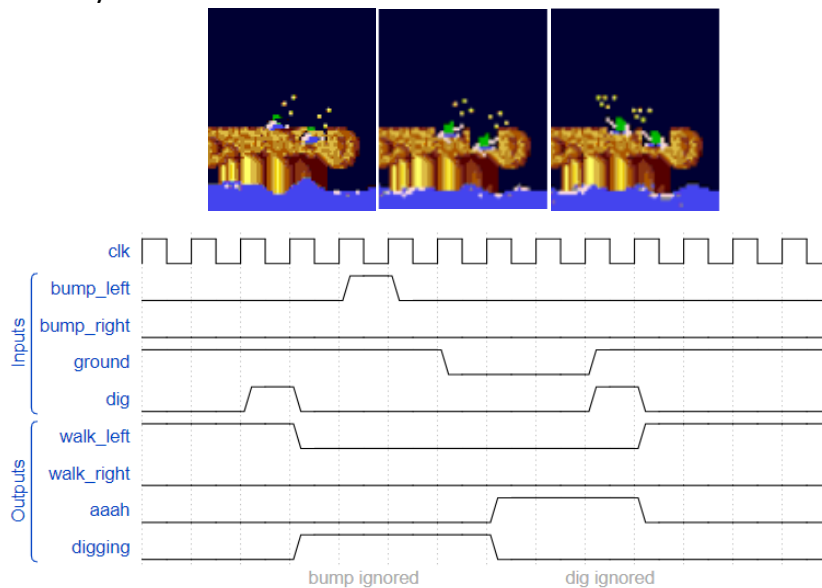 clk
bump_left
bump_right
ground
dig
walk_left
walk_right
aaah
digging
Inputs
Outputs
bump ignored
dig ignored